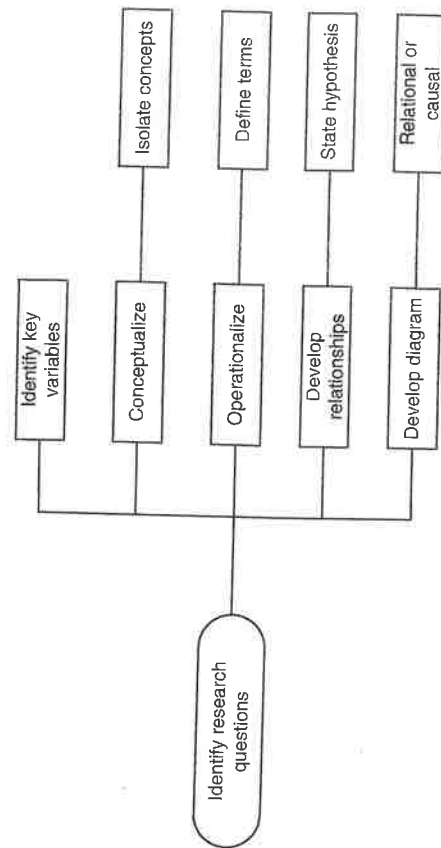 Identify research
questions
Identify key
variables
Conceptualize
Isolate concepts
Operationalize
Define terms
Develop
relationships
State hypothesis
Develop diagram
Relational or
causal